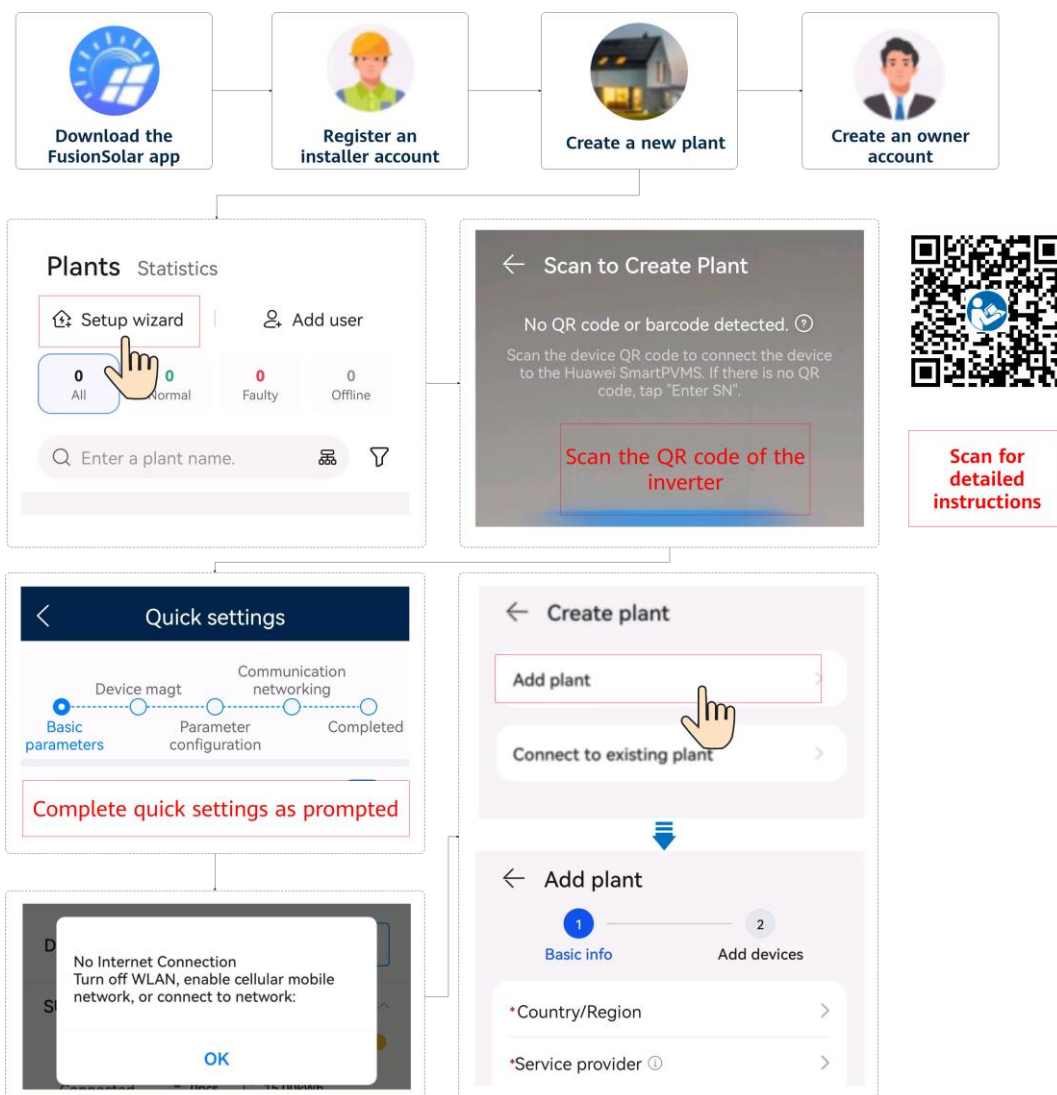 Download the
FusionSolar app
Register an
installer account
Create a new plant
Create an owner
account
Plants Statistics
Setup wizard
Add user
0
All
0
Normal
0
Faulty
0
Offline
Enter a plant name.
Scan to Create Plant
No QR code or barcode detected.
Scan the device QR code to connect the device
to the Huawei SmartPVMS. If there is no QR
code, tap "Enter SN".
Scan the QR code of the
inverter
Scan for
detailed
instructions
Quick settings
Basic
parameters
Device magt
Parameter
configuration
Communication
networking
Completed
Complete quick settings as prompted
No Internet Connection
Turn off WLAN, enable cellular mobile
network, or connect to network:
OK
Create plant
Add plant
Connect to existing plant
Add plant
1
Basic info
2
Add devices
*Country/Region
*Service provider